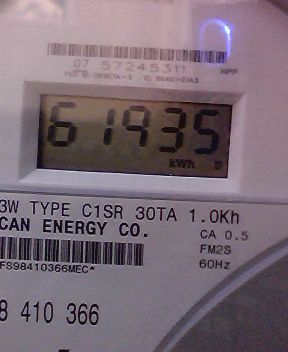 07 57245311
61935
kWh
3W TYPE C1SR 30TA 1.0Kh
CAN ENERGY CO.
CA 0.5
FM2S
60Hz
FS98410366MEC*
8 410 366